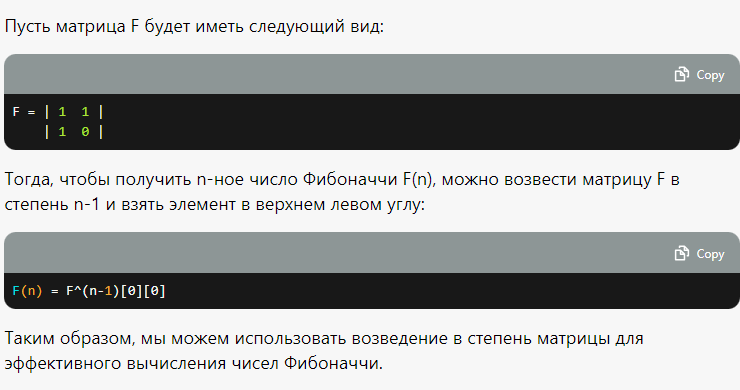 Пусть матрица F будет иметь следующий вид:
Copy
F = | 1 1 |
| 1 0 |
Тогда, чтобы получить n-ное число Фибоначчи F(n), можно возвести матрицу F в
степень n-1 и взять элемент в верхнем левом углу:
Copy
F(n) = F^(n-1)[0][0]
Таким образом, мы можем использовать возведение в степень матрицы для
эффективного вычисления чисел Фибоначчи.